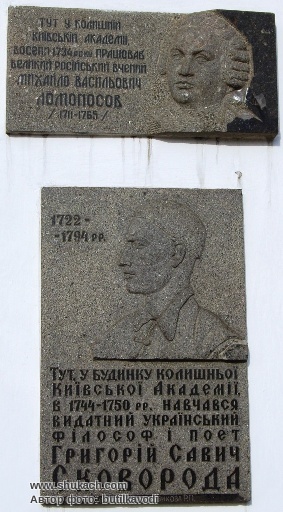 ТУТ У КОЛИШНІЙ
КИЇВСЬКІЙ АКАДЕМІЇ
ВОСЕНИ 1734 РОКУ ПРАЦЮВАВ
ВЕЛИКИЙ РОСІЙСЬКИЙ ВЧЕНИЙ
МИХАЙЛО ВАСИЛЬОВИЧ
ЛОМОНОСОВ
/ 1711-1765 /
1722-
-1794 РР.
ТУТ, У БУДИНКУ КОЛИШНЬОЇ
КИЇВСЬКОЇ АКАДЕМІЇ,
В 1744-1750 РР. НАВЧАВСЯ
ВИДАТНИЙ УКРАЇНСЬКИЙ
ФІЛОСОФ І ПОЕТ
ГРИГОРІЙ САВИЧ
СКОВОРОДА
www.shukach.com
Автор фото: butilkavodi